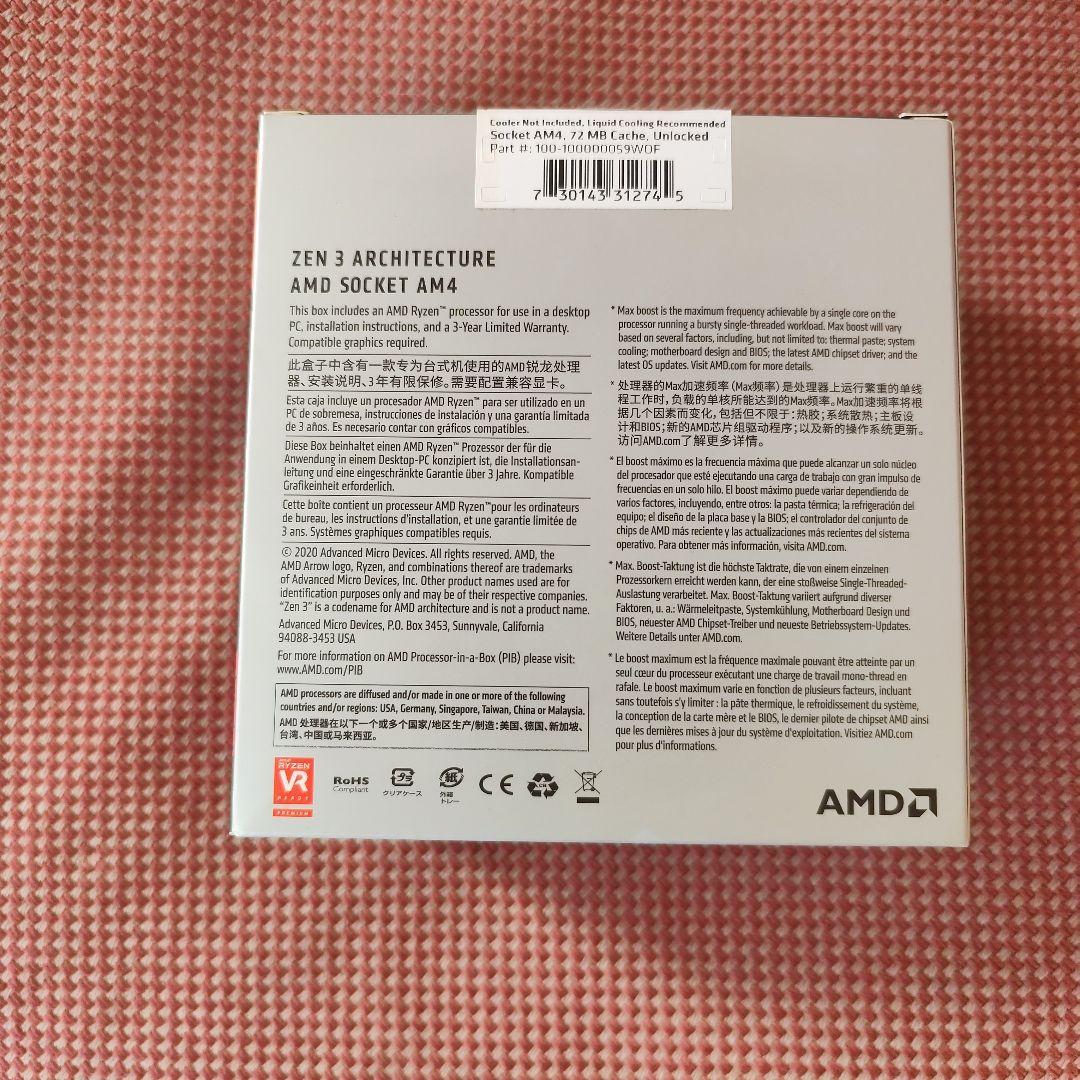 Cooler Not Included, Liquid Cooling Recommended
Socket AM4, 72 MB Cache, Unlocked
Part #: 100-100000059WOF
7 30143 31274 5
ZEN 3 ARCHITECTURE
AMD SOCKET AM4
This box includes an AMD Ryzen™ processor for use in a desktop
PC, installation instructions, and a 3-Year Limited Warranty.
Compatible graphics required.
此盒子中含有一款专为台式机使用的AMD锐龙处理
器、安装说明、3年有限保修。需要配置兼容显卡。
Esta caja incluye un procesador AMD Ryzen™ para ser utilizado en un
PC de sobremesa, instrucciones de instalación y una garantía limitada
de 3 años. Es necesario contar con gráficos compatibles.
Diese Box beinhaltet einen AMD Ryzen™ Prozessor der für die
Anwendung in einem Desktop-PC konzipiert ist, die Installationsan-
leitung und eine eingeschränkte Garantie über 3 Jahre. Kompatible
Grafikeinheit erforderlich.
Cette boîte contient un processeur AMD Ryzen™pour les ordinateurs
de bureau, les instructions d'installation, et une garantie limitée de
3 ans. Systèmes graphiques compatibles requis.
© 2020 Advanced Micro Devices. All rights reserved. AMD, the
AMD Arrow logo, Ryzen, and combinations thereof are trademarks
of Advanced Micro Devices, Inc. Other product names used are for
identification purposes only and may be of their respective companies.
"Zen 3" is a codename for AMD architecture and is not a product name.
Advanced Micro Devices, P.O. Box 3453, Sunnyvale, California
94088-3453 USA
For more information on AMD Processor-in-a-Box (PIB) please visit:
www.AMD.com/PIB
AMD processors are diffused and/or made in one or more of the following
countries and/or regions: USA, Germany, Singapore, Taiwan, China or Malaysia.
AMD 处理器在以下一个或多个国家/地区生产/制造：美国、德国、新加坡、
台湾、中国或马来西亚。
* Max boost is the maximum frequency achievable by a single core on the
processor running a bursty single-threaded workload. Max boost will vary
based on several factors, including, but not limited to: thermal paste; system
cooling; motherboard design and BIOS; the latest AMD chipset driver; and the
latest OS updates. Visit AMD.com for more details.
* 处理器的Max加速频率（Max频率）是处理器上运行繁重的单线
程工作时，负载的单核所能达到的Max频率。Max加速频率将根
据几个因素而变化，包括但不限于：热胶；系统散热；主板设
计和BIOS；新的AMD芯片组驱动程序；以及新的操作系统更新。
访问AMD.com了解更多详情。
* El boost máximo es la frecuencia máxima que puede alcanzar un solo núcleo
del procesador que esté ejecutando una carga de trabajo con gran impulso de
frecuencias en un solo hilo. El boost máximo puede variar dependiendo de
varios factores, incluyendo, entre otros: la pasta térmica; la refrigeración del
equipo; el diseño de la placa base y la BIOS; el controlador del conjunto de
chips de AMD más reciente y las actualizaciones más recientes del sistema
operativo. Para obtener más información, visita AMD.com.
* Max. Boost-Taktung ist die höchste Taktrate, die von einem einzelnen
Prozessorkern erreicht werden kann, der eine stoßweise Single-Threaded-
Auslastung verarbeitet. Max. Boost-Taktung variiert aufgrund diverser
Faktoren, u. a.: Wärmeleitpaste, Systemkühlung, Motherboard Design und
BIOS, neuester AMD Chipset-Treiber und neueste Betriebssystem-Updates.
Weitere Details unter AMD.com.
* Le boost maximum est la fréquence maximale pouvant être atteinte par un
seul cœur du processeur exécutant une charge de travail mono-thread en
rafale. Le boost maximum varie en fonction de plusieurs facteurs, incluant
sans toutefois s'y limiter : la pâte thermique, le refroidissement du système,
la conception de la carte mère et le BIOS, le dernier pilote de chipset AMD ainsi
que les dernières mises à jour du système d'exploitation. Visitiez AMD.com
pour plus d'informations.
AMD
RYZEN
VR
READY
PREMIUM
RoHS
Compliant
プラ
クリアケース
紙
外箱
トレー
CE
AMD